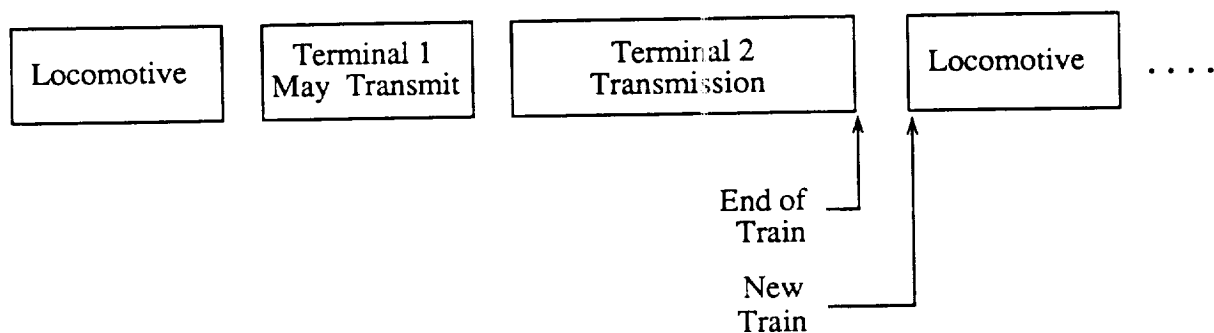 Locomotive
Terminal 1
May Transmit
Terminal 2
Transmission
Locomotive
. . . .
End of
Train
New
Train